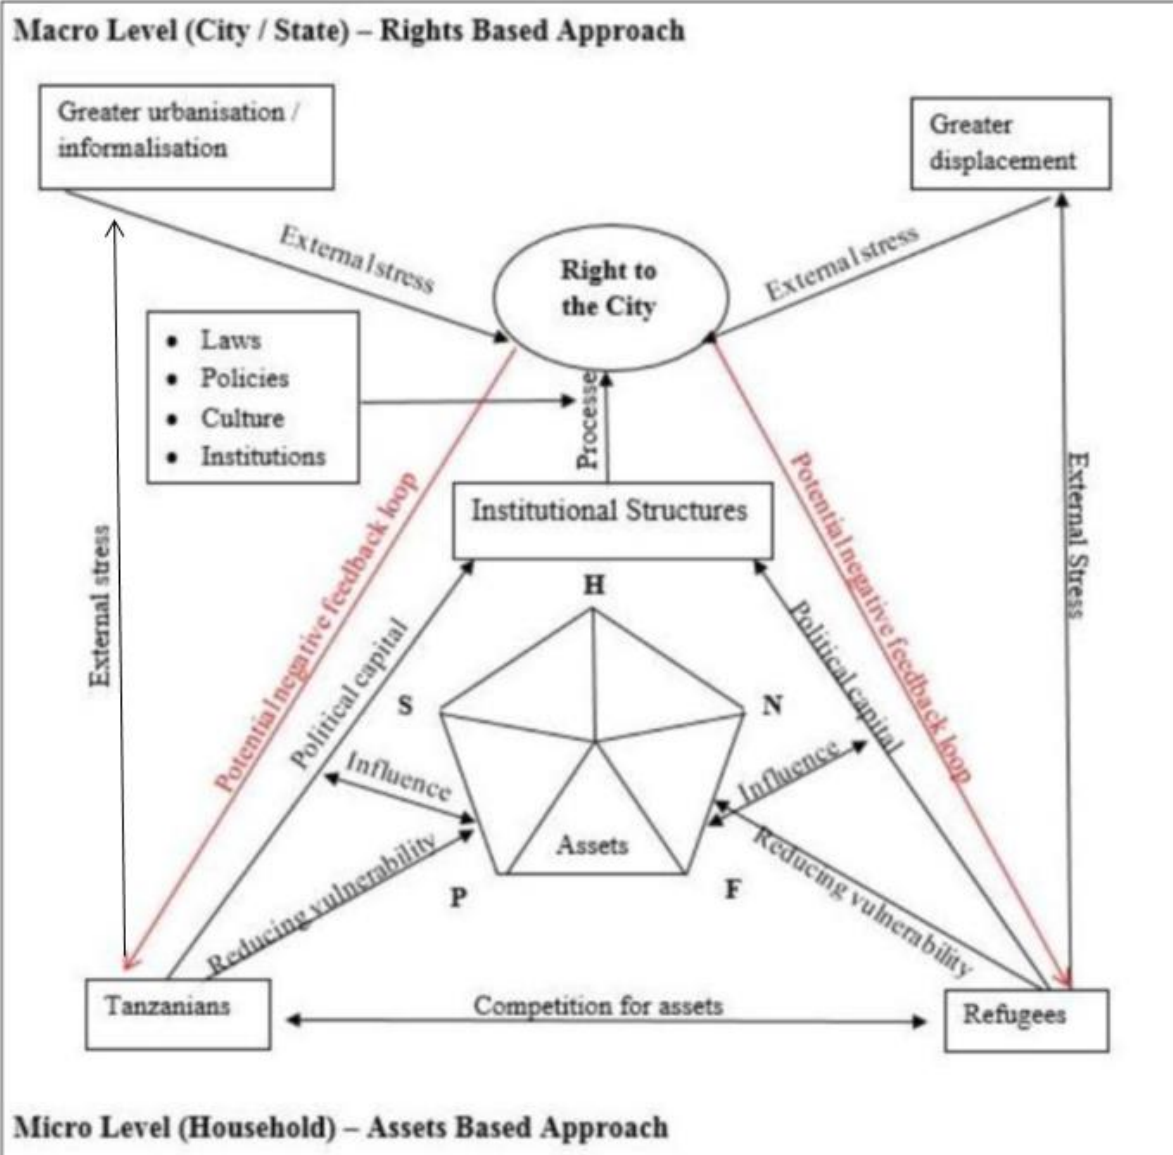 Macro Level (City / State) – Rights Based Approach
Greater urbanisation /
informalisation
Greater
displacement
External stress
External stress
Right to
the City
• Laws
• Policies
• Culture
• Institutions
Processe
Institutional Structures
Potential negative feedback loop
Potential negative feedback loop
External stress
External Stress
Political capital
Political capital
H
S
N
Influence
Influence
Assets
Reducing vulnerability
Reducing vulnerability
P
F
Tanzanians
Competition for assets
Refugees
Micro Level (Household) – Assets Based Approach